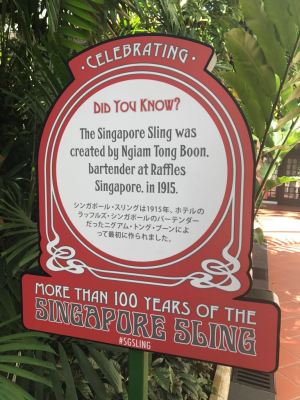 · CELEBRATING ·
DID YOU KNOW?
The Singapore Sling was
created by Ngiam Tong Boon,
bartender at Raffles
Singapore, in 1915.
シンガポール・スリングは1915年、ホテルの
ラッフルズ・シンガポールのバーテンダー
だったニグアム・トング・ブーンによ
って最初に作られました。
MORE THAN 100 YEARS OF THE
SINGAPORE SLING
#SGSLING